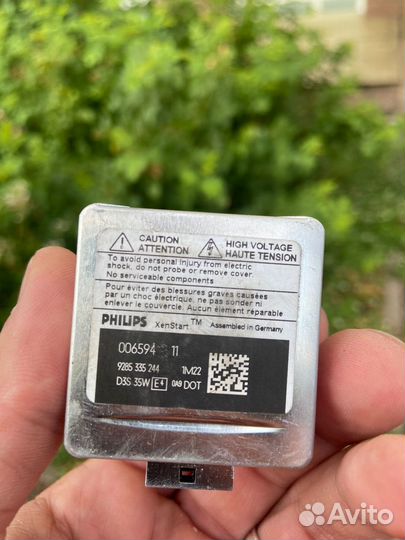 CAUTION
ATTENTION
HIGH VOLTAGE
HAUTE TENSION
To avoid personal injury from electric
shock, do not probe or remove cover.
No serviceable components
Pour éviter des blessures graves causées
par un choc électrique, ne pas sonder ni
enlever le couvercle. Aucun élément réparable
PHILIPS XenStart™ Assembled in Germany
006594 11
9285 335 244 1M22
D3S 35W E4 0A9 DOT
Avito